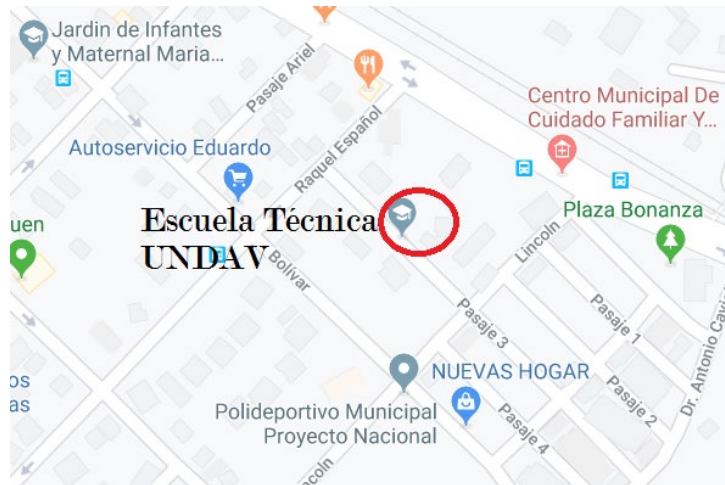 Jardin de Infantes
y Maternal Maria...
Pasaje Ariel
Centro Municipal De
Cuidado Familiar Y...
Autoservicio Eduardo
Raquel Español
Escuela Técnica
UNDAV
Plaza Bonanza
uen
Lincoln
Bolívar
Pasaje 3
Pasaje 1
Dr. Antonio Cavi
os
as
NUEVAS HOGAR
Pasaje 2
Polideportivo Municipal
Proyecto Nacional
Pasaje 4
coln